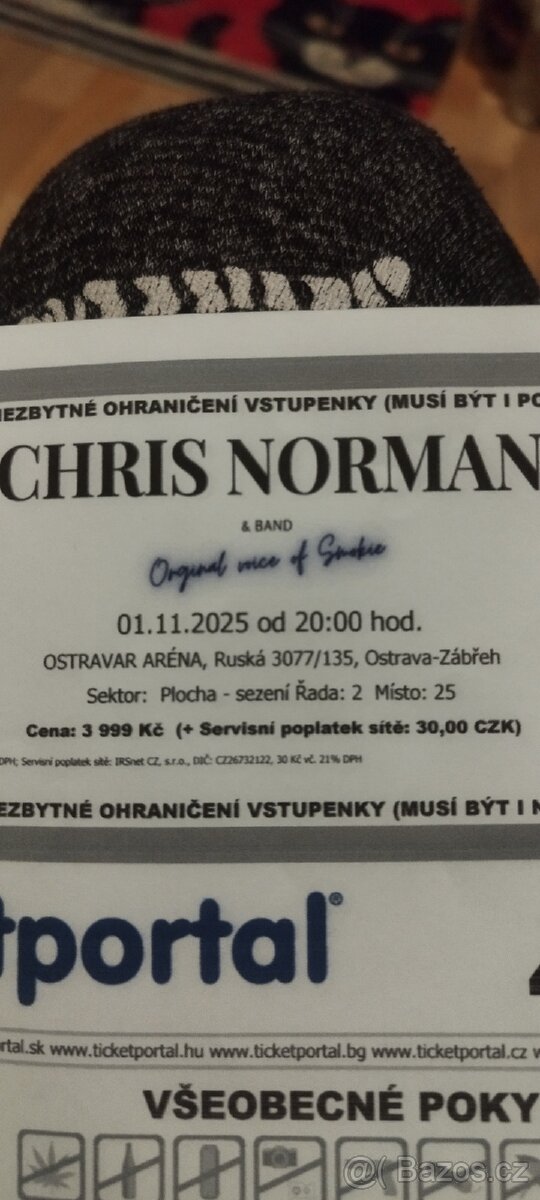 EZBYTNÉ OHRANIČENÍ VSTUPENKY (MUSÍ BÝT I PO
CHRIS NORMAN
& BAND
Orginal voice of Smokie
01.11.2025 od 20:00 hod.
OSTRAVAR ARÉNA, Ruská 3077/135, Ostrava-Zábřeh
Sektor: Plocha - sezení Řada: 2 Místo: 25
Cena: 3 999 Kč (+ Servisní poplatek sítě: 30,00 CZK)
DPH; Servisní poplatek sítě: IRSnet CZ, s.r.o., DIČ: CZ26732122, 30 Kč vč. 21% DPH
EZBYTNÉ OHRANIČENÍ VSTUPENKY (MUSÍ BÝT I N
tportal®
rtal.sk www.ticketportal.hu www.ticketportal.bg www.ticketportal.cz w
VŠEOBECNÉ POKY
@( Bazos.cz